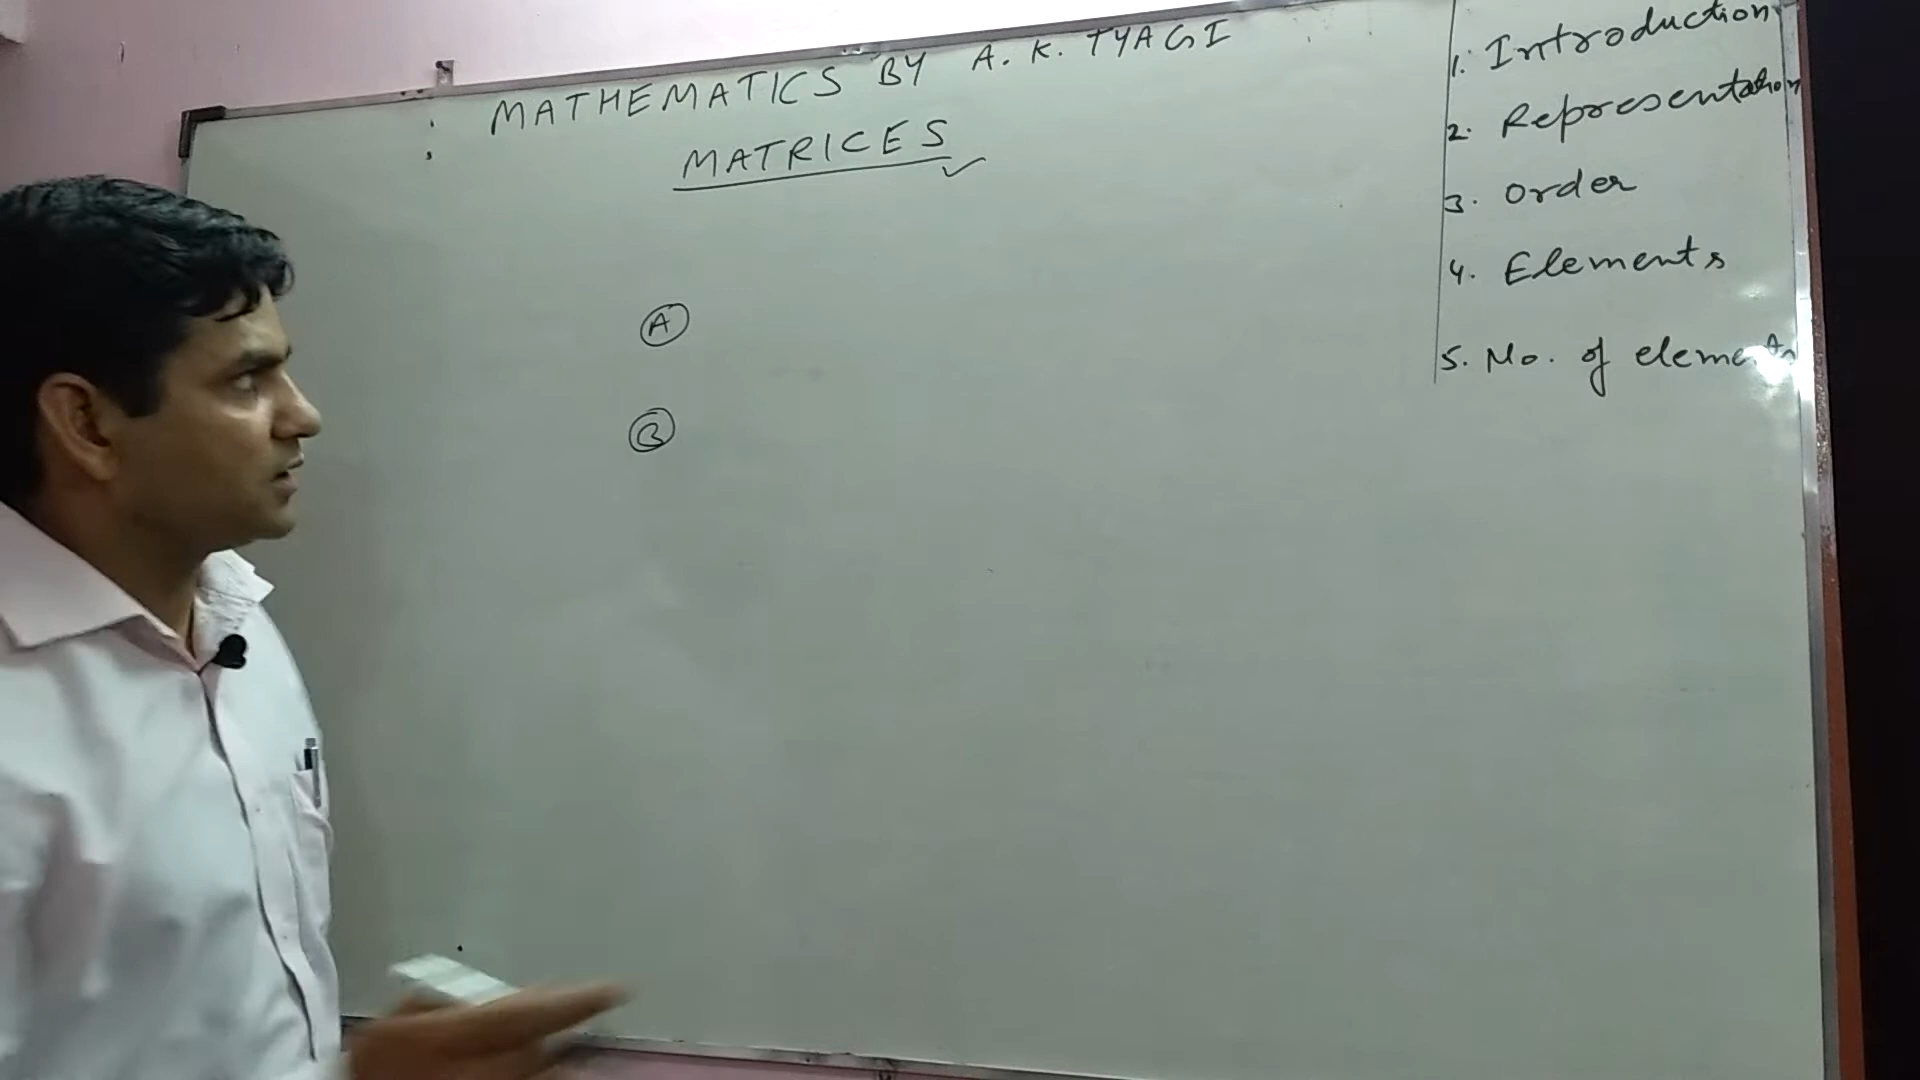 MATHEMATICS BY A. K. TYAGI
MATRICES
A
B
1. Introduction
2. Representation
3. Order
4. Elements
5. No. of elements